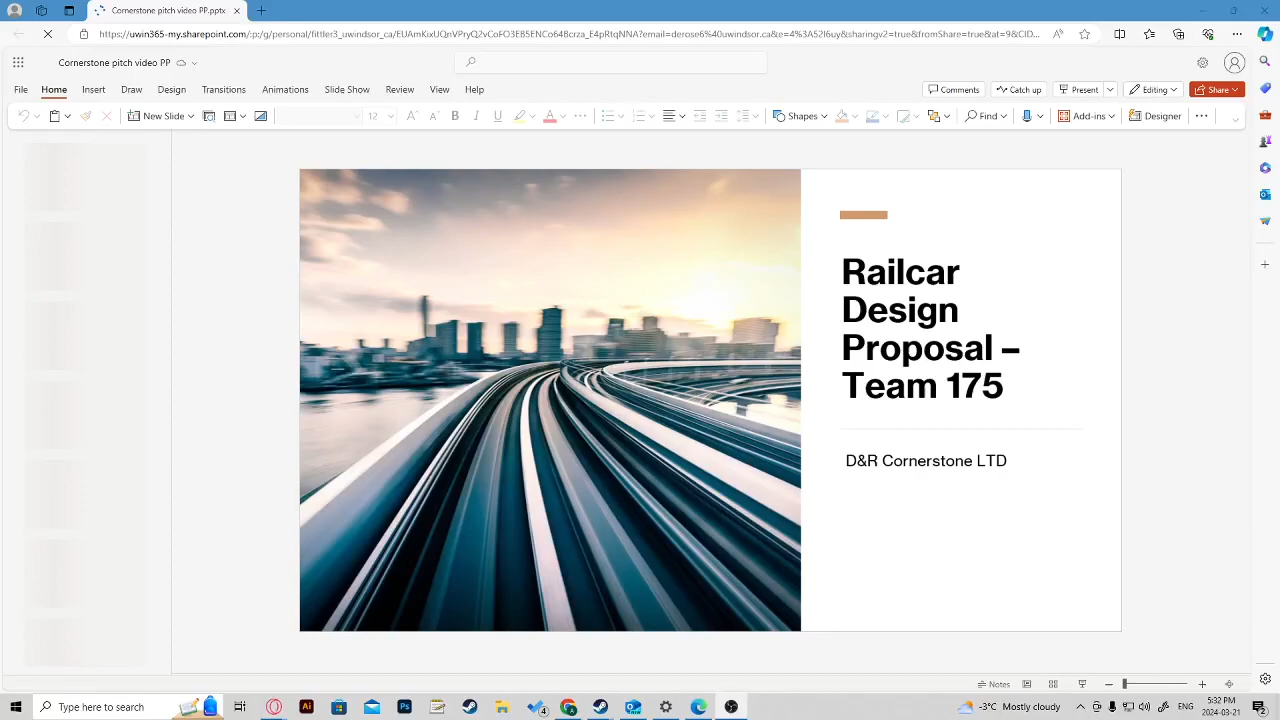 Cornerstone pitch video PP.pptx
https://uwin365-my.sharepoint.com/:p:/g/personal/fittler3_uwindsor_ca/EUAmKixUQnVPryQ2vCoFO3EB5ENCo64Bcrza_E4pRtqNNA?email=derose6%40uwindsor.ca&e=4%3A52I6uy&sharingv2=true&fromShare=true&at=9&CID...
Cornerstone pitch video PP
File Home Insert Draw Design Transitions Animations Slide Show Review View Help
Comments Catch up Present Editing Share
New Slide 12 B I U A Shapes Find Add-ins Designer
Railcar
Design
Proposal –
Team 175
D&R Cornerstone LTD
Notes
Type here to search
-3°C Mostly cloudy ENG 5:32 PM
2024-03-21